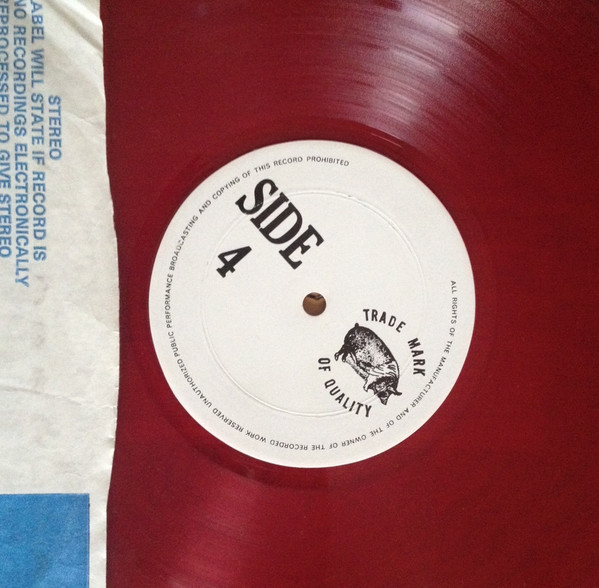 STEREO
ABEL WILL STATE IF RECORD IS
NO RECORDINGS ELECTRONICALLY
REPROCESSED TO GIVE STEREO
SIDE
4
TRADE MARK
OF QUALITY
ALL RIGHTS OF THE MANUFACTURER AND OF THE OWNER OF THE RECORDED WORK RESERVED UNAUTHORIZED PUBLIC PERFORMANCE BROADCASTING AND COPYING OF THIS RECORD PROHIBITED